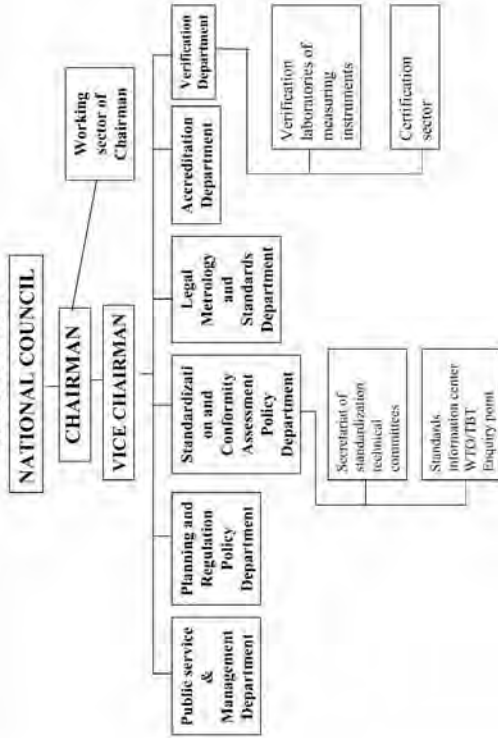 NATIONAL COUNCIL
CHAIRMAN
Working
sector of
Chairman
VICE CHAIRMAN
Public service
&
Management
Department
Planning and
Regulation
Policy
Department
Standardizati
on and
Conformity
Assessment
Policy
Department
Legal
Metrology
and
Standards
Department
Accreditation
Department
Verification
Department
Secretariat of
standardization
technical
committees
Standards
information center
WTO/TBT
Enquiry point
Verification
laboratories of
measuring
instruments
Certification
sector